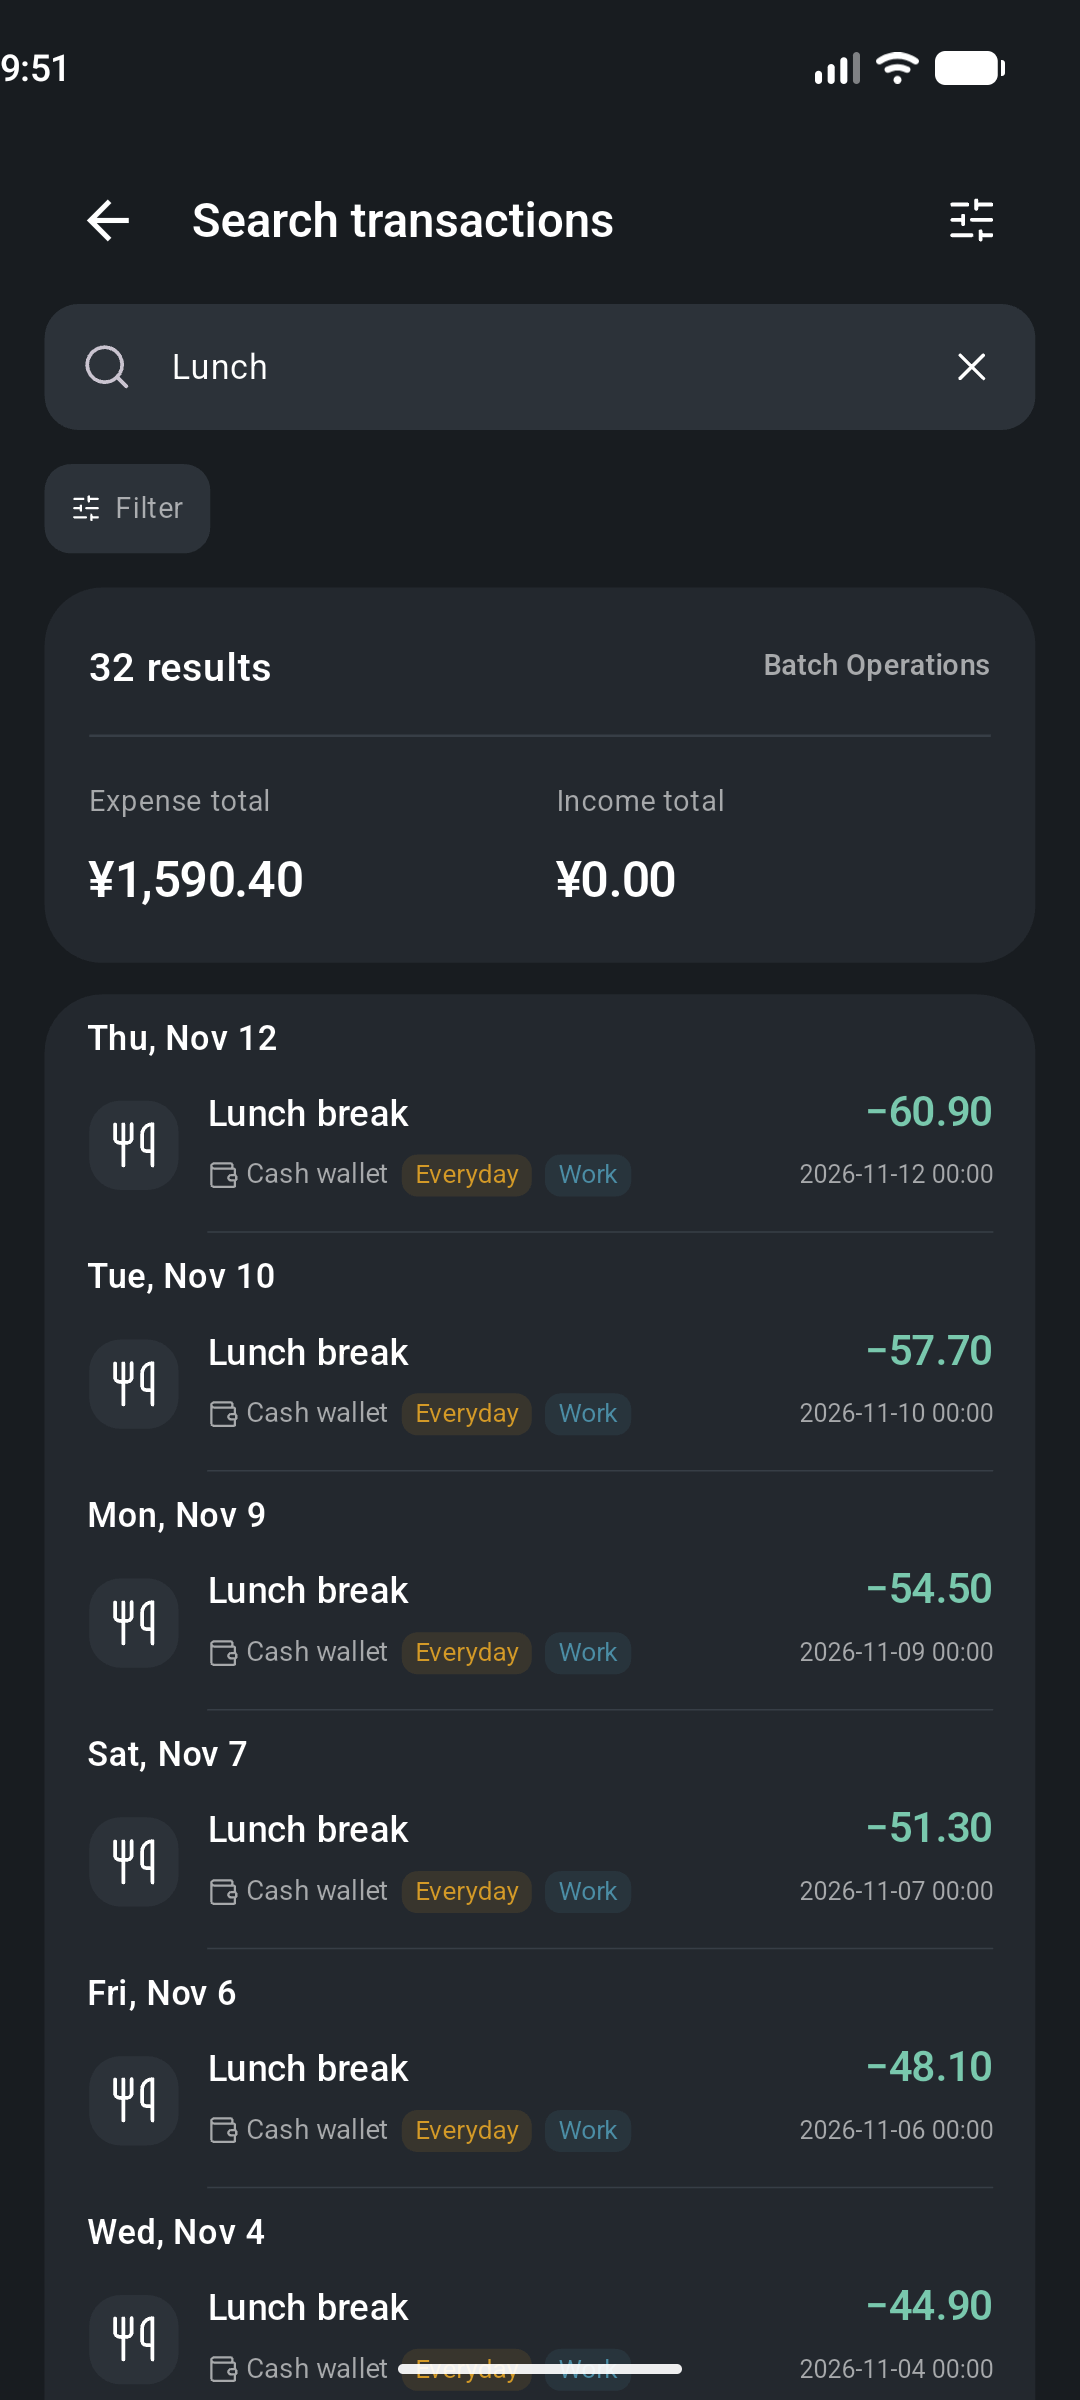 9:51
Search transactions
Lunch
Filter
32 results
Batch Operations
Expense total
Income total
¥1,590.40
¥0.00
Thu, Nov 12
Lunch break
−60.90
Cash wallet Everyday Work
2026-11-12 00:00
Tue, Nov 10
Lunch break
−57.70
Cash wallet Everyday Work
2026-11-10 00:00
Mon, Nov 9
Lunch break
−54.50
Cash wallet Everyday Work
2026-11-09 00:00
Sat, Nov 7
Lunch break
−51.30
Cash wallet Everyday Work
2026-11-07 00:00
Fri, Nov 6
Lunch break
−48.10
Cash wallet Everyday Work
2026-11-06 00:00
Wed, Nov 4
Lunch break
−44.90
Cash wallet Everyday Work
2026-11-04 00:00